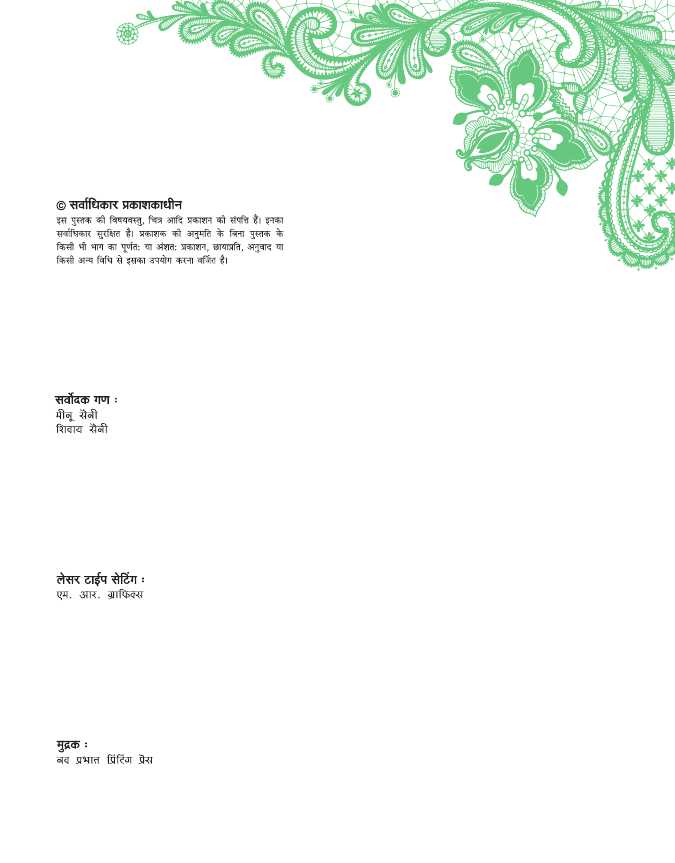 © सर्वाधिकार प्रकाशकाधीन
इस पुस्तक की विषयवस्तु, चित्र आदि प्रकाशन की संपत्ति हैं। इनका
सर्वाधिकार सुरक्षित है। प्रकाशक की अनुमति के बिना पुस्तक के
किसी भी भाग का पूर्णत: या अंशत: प्रकाशन, छायाप्रति, अनुवाद या
किसी अन्य विधि से इसका उपयोग करना वर्जित है।
सर्वोदक गण :
मीनू सैनी
शिवाय सैनी
लेसर टाईप सेटिंग :
एम. आर. ग्राफिक्स
मुद्रक :
नव प्रभात प्रिंटिंग प्रैस